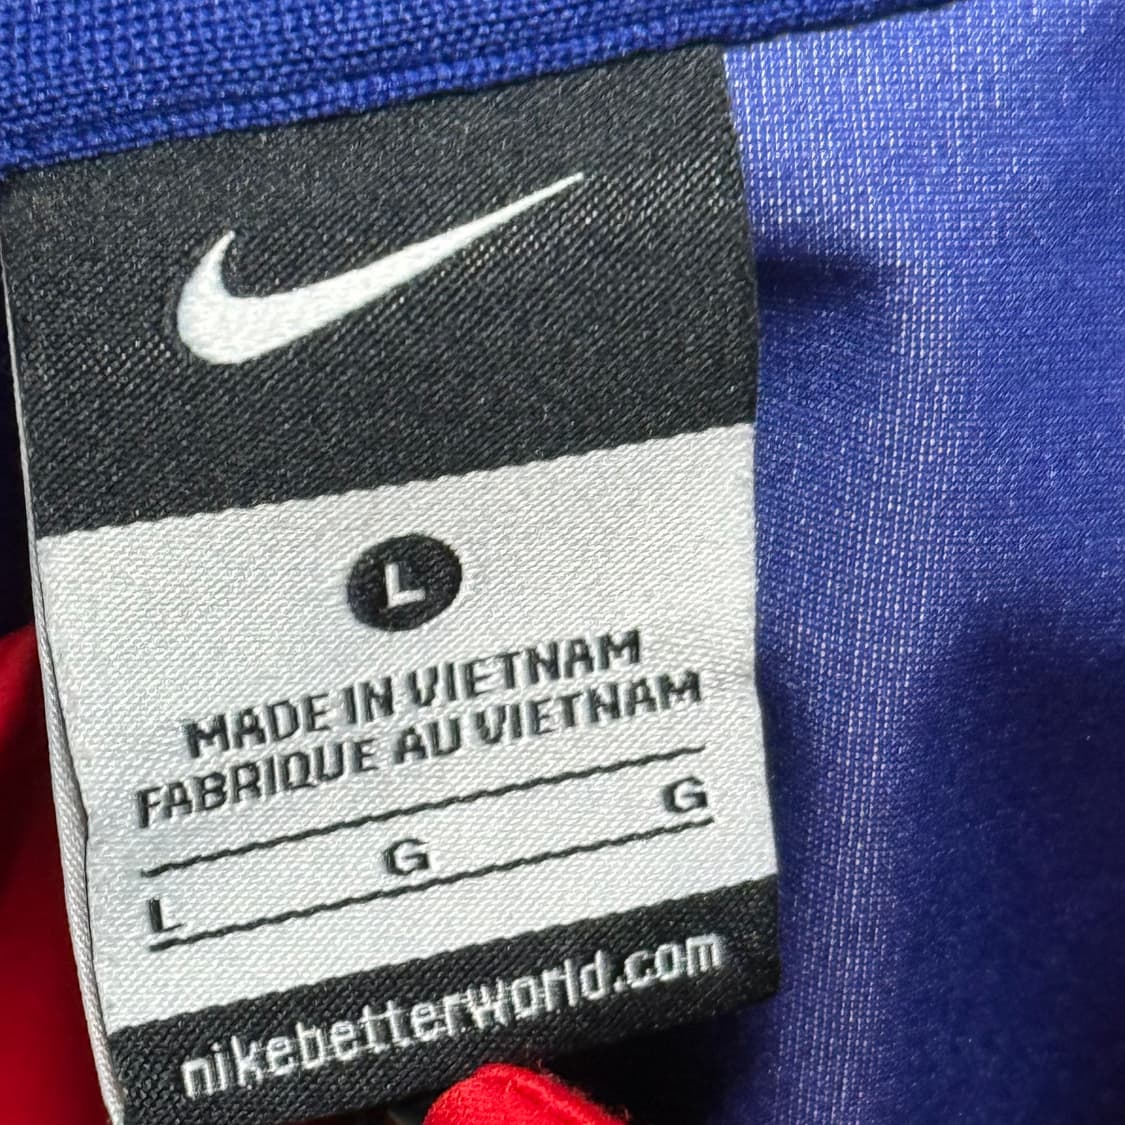 L
MADE IN VIETNAM
FABRIQUE AU VIETNAM
L G G
nikebetterworld.com